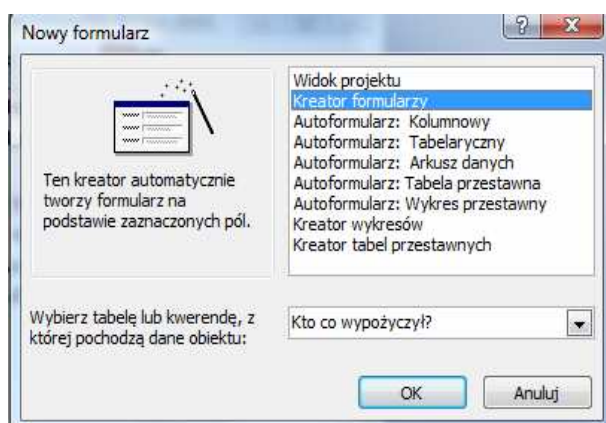 Nowy formularz
Ten kreator automatycznie
tworzy formularz na
podstawie zaznaczonych pól.
Widok projektu
Kreator formularzy
Autoformularz: Kolumnowy
Autoformularz: Tabelaryczny
Autoformularz: Arkusz danych
Autoformularz: Tabela przestawna
Autoformularz: Wykres przestawny
Kreator wykresów
Kreator tabel przestawnych
Wybierz tabelę lub kwerendę, z
której pochodzą dane obiektu:
Kto co wypożyczył?
OK
Anuluj